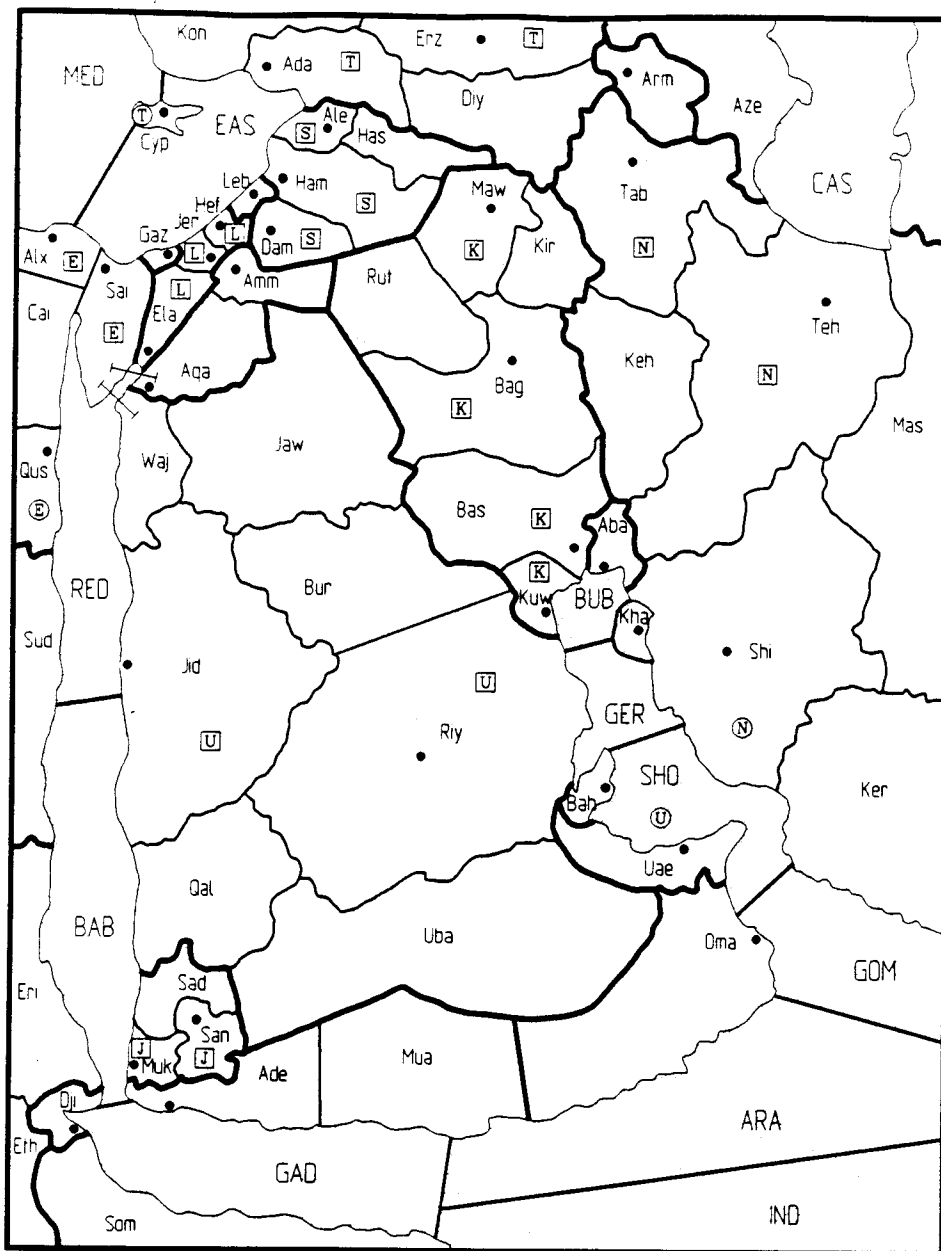 Kon
Erz T
Ada T
MED
Diy
Arm
Aze
T
Cyp
EAS
Ale
S
Has
CAS
Tab
Leb
Ham
Maw
Hef
S
Jer
L
Dam
S
N
Alx E
Gaz
L
Kir
K
Sai
Amm
Rut
L
Cai
Ela
Teh
E
Aqa
Keh
Bag
N
K
Mas
Qus
Waj
Jaw
E
Bas K
Aba
K
Kuw
RED
Bur
BUB
Kha
Sud
Jid
Shi
U
GER
U
Riy
N
SHO
Ker
Bah
U
Uae
Qal
BAB
Uba
Oma
GOM
Eri
Sad
San
J
Muk J
Mua
Ade
Dji
ARA
Eth
GAD
IND
Som